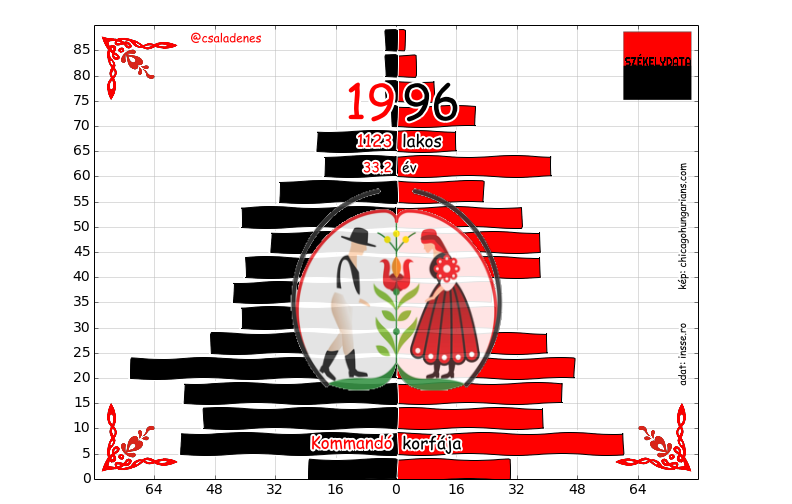 @csaladenes
SZÉKELYDATA
1996
1123 lakos
33.2 év
kép: chicagohungarians.com
adat: insse.ro
Kommandó korfája
85
80
75
70
65
60
55
50
45
40
35
30
25
20
15
10
5
0
64 48 32 16 0 16 32 48 64